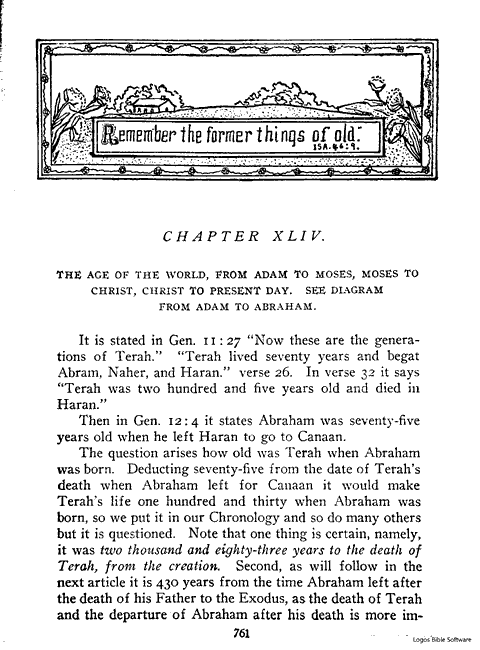 Remember the former things of old."
ISA. 46:9.
CHAPTER XLIV.
THE AGE OF THE WORLD, FROM ADAM TO MOSES, MOSES TO
CHRIST, CHRIST TO PRESENT DAY. SEE DIAGRAM
FROM ADAM TO ABRAHAM.
It is stated in Gen. 11:27 “Now these are the genera-
tions of Terah.” “Terah lived seventy years and begat
Abram, Naher, and Haran.” verse 26. In verse 32 it says
“Terah was two hundred and five years old and died in
Haran.”
Then in Gen. 12:4 it states Abraham was seventy-five
years old when he left Haran to go to Canaan.
The question arises how old was Terah when Abraham
was born. Deducting seventy-five from the date of Terah’s
death when Abraham left for Canaan it would make
Terah’s life one hundred and thirty when Abraham was
born, so we put it in our Chronology and so do many others
but it is questioned. Note that one thing is certain, namely,
it was two thousand and eighty-three years to the death of
Terah, from the creation. Second, as will follow in the
next article it is 430 years from the time Abraham left after
the death of his Father to the Exodus, as the death of Terah
and the departure of Abraham after his death is more im-
761
Logos Bible Software